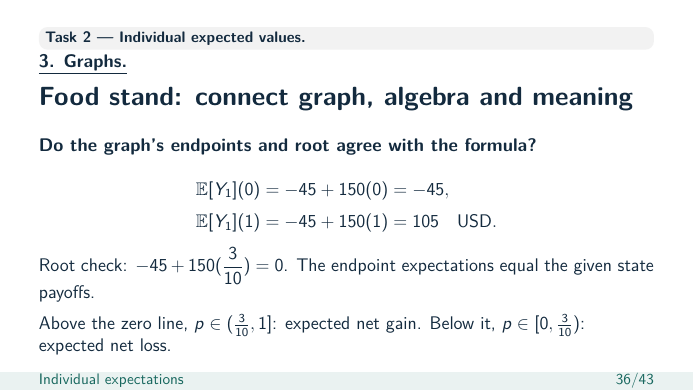 Task 2 — Individual expected values.
3. Graphs.
Food stand: connect graph, algebra and meaning
Do the graph's endpoints and root agree with the formula?
𝔼[Y₁](0) = −45 + 150(0) = −45,
𝔼[Y₁](1) = −45 + 150(1) = 105 USD.
Root check: −45 + 150(3/10) = 0. The endpoint expectations equal the given state
payoffs.
Above the zero line, p ∈ (3/10, 1]: expected net gain. Below it, p ∈ [0, 3/10):
expected net loss.
Individual expectations 36/43